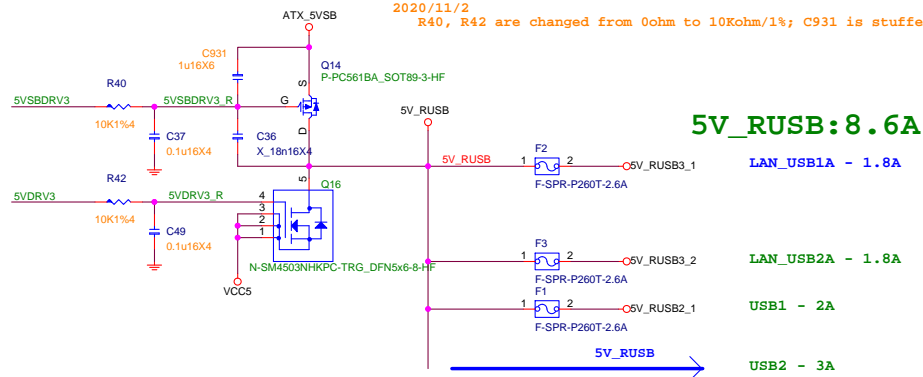 2020/11/2
R40, R42 are changed from 0ohm to 10Kohm/1%; C931 is stuffe
ATX_5VSB
C931
1u16X6
Q14
P-PC561BA_SOT89-3-HF
S
G
D
R40
5VSBDRV3
5VSBDRV3_R
10K1%4
C37
0.1u16X4
C36
X_18n16X4
5V_RUSB
5V_RUSB:8.6A
5V_RUSB
F2
1 2
5V_RUSB3_1
F-SPR-P260T-2.6A
LAN_USB1A - 1.8A
R42
5VDRV3
5VDRV3_R
10K1%4
C49
0.1u16X4
5
Q16
4
3
2
1
N-SM4503NHKPC-TRG_DFN5x6-8-HF
VCC5
F3
1 2
5V_RUSB3_2
F-SPR-P260T-2.6A
LAN_USB2A - 1.8A
F1
1 2
5V_RUSB2_1
F-SPR-P260T-2.6A
USB1 - 2A
5V_RUSB
USB2 - 3A